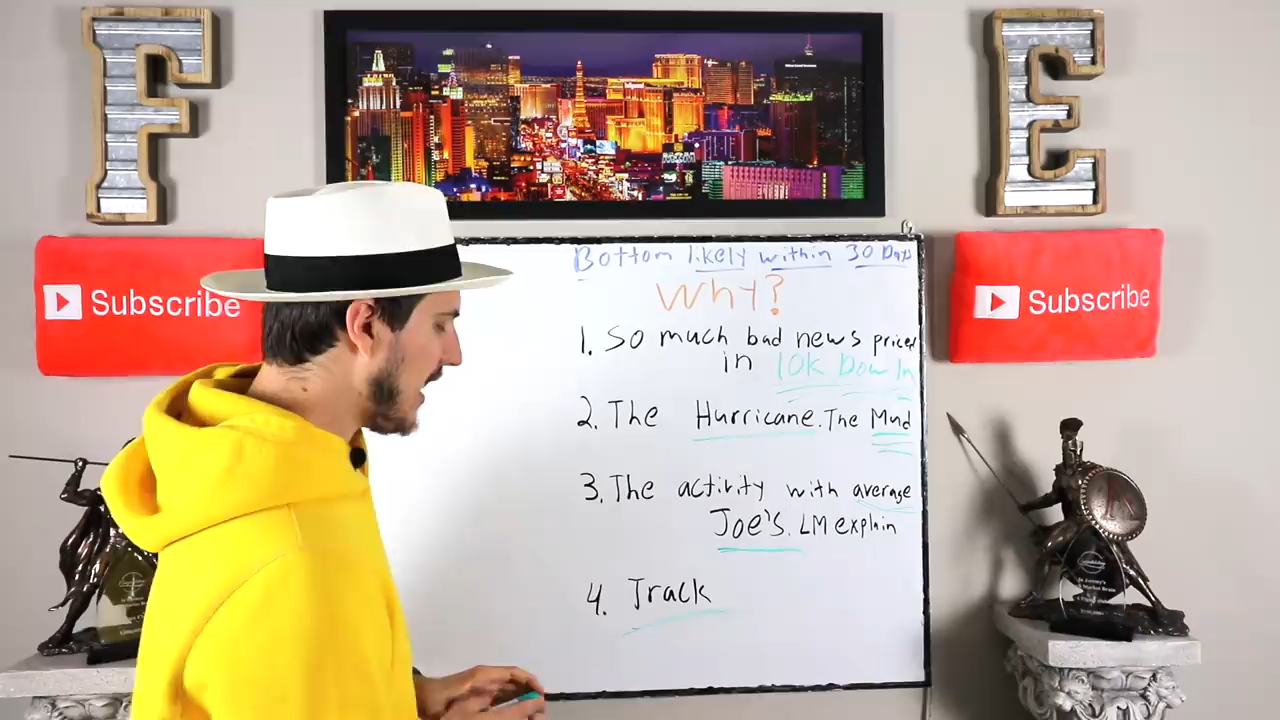 F
E
Subscribe
Subscribe
Bottom likely within 30 Days
Why?
1. So much bad news priced
in 10k Down In
2. The Hurricane. The Mud
3. The activity with average
Joe's. LM explain
4. Track